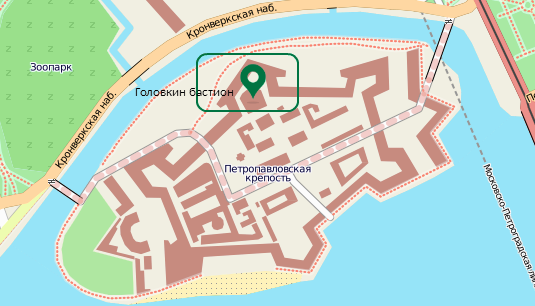 Кронверкская наб.
Зоопарк
Головкин бастион
Кронверкская наб.
Петропавловская
крепость
Московско-Петроградская